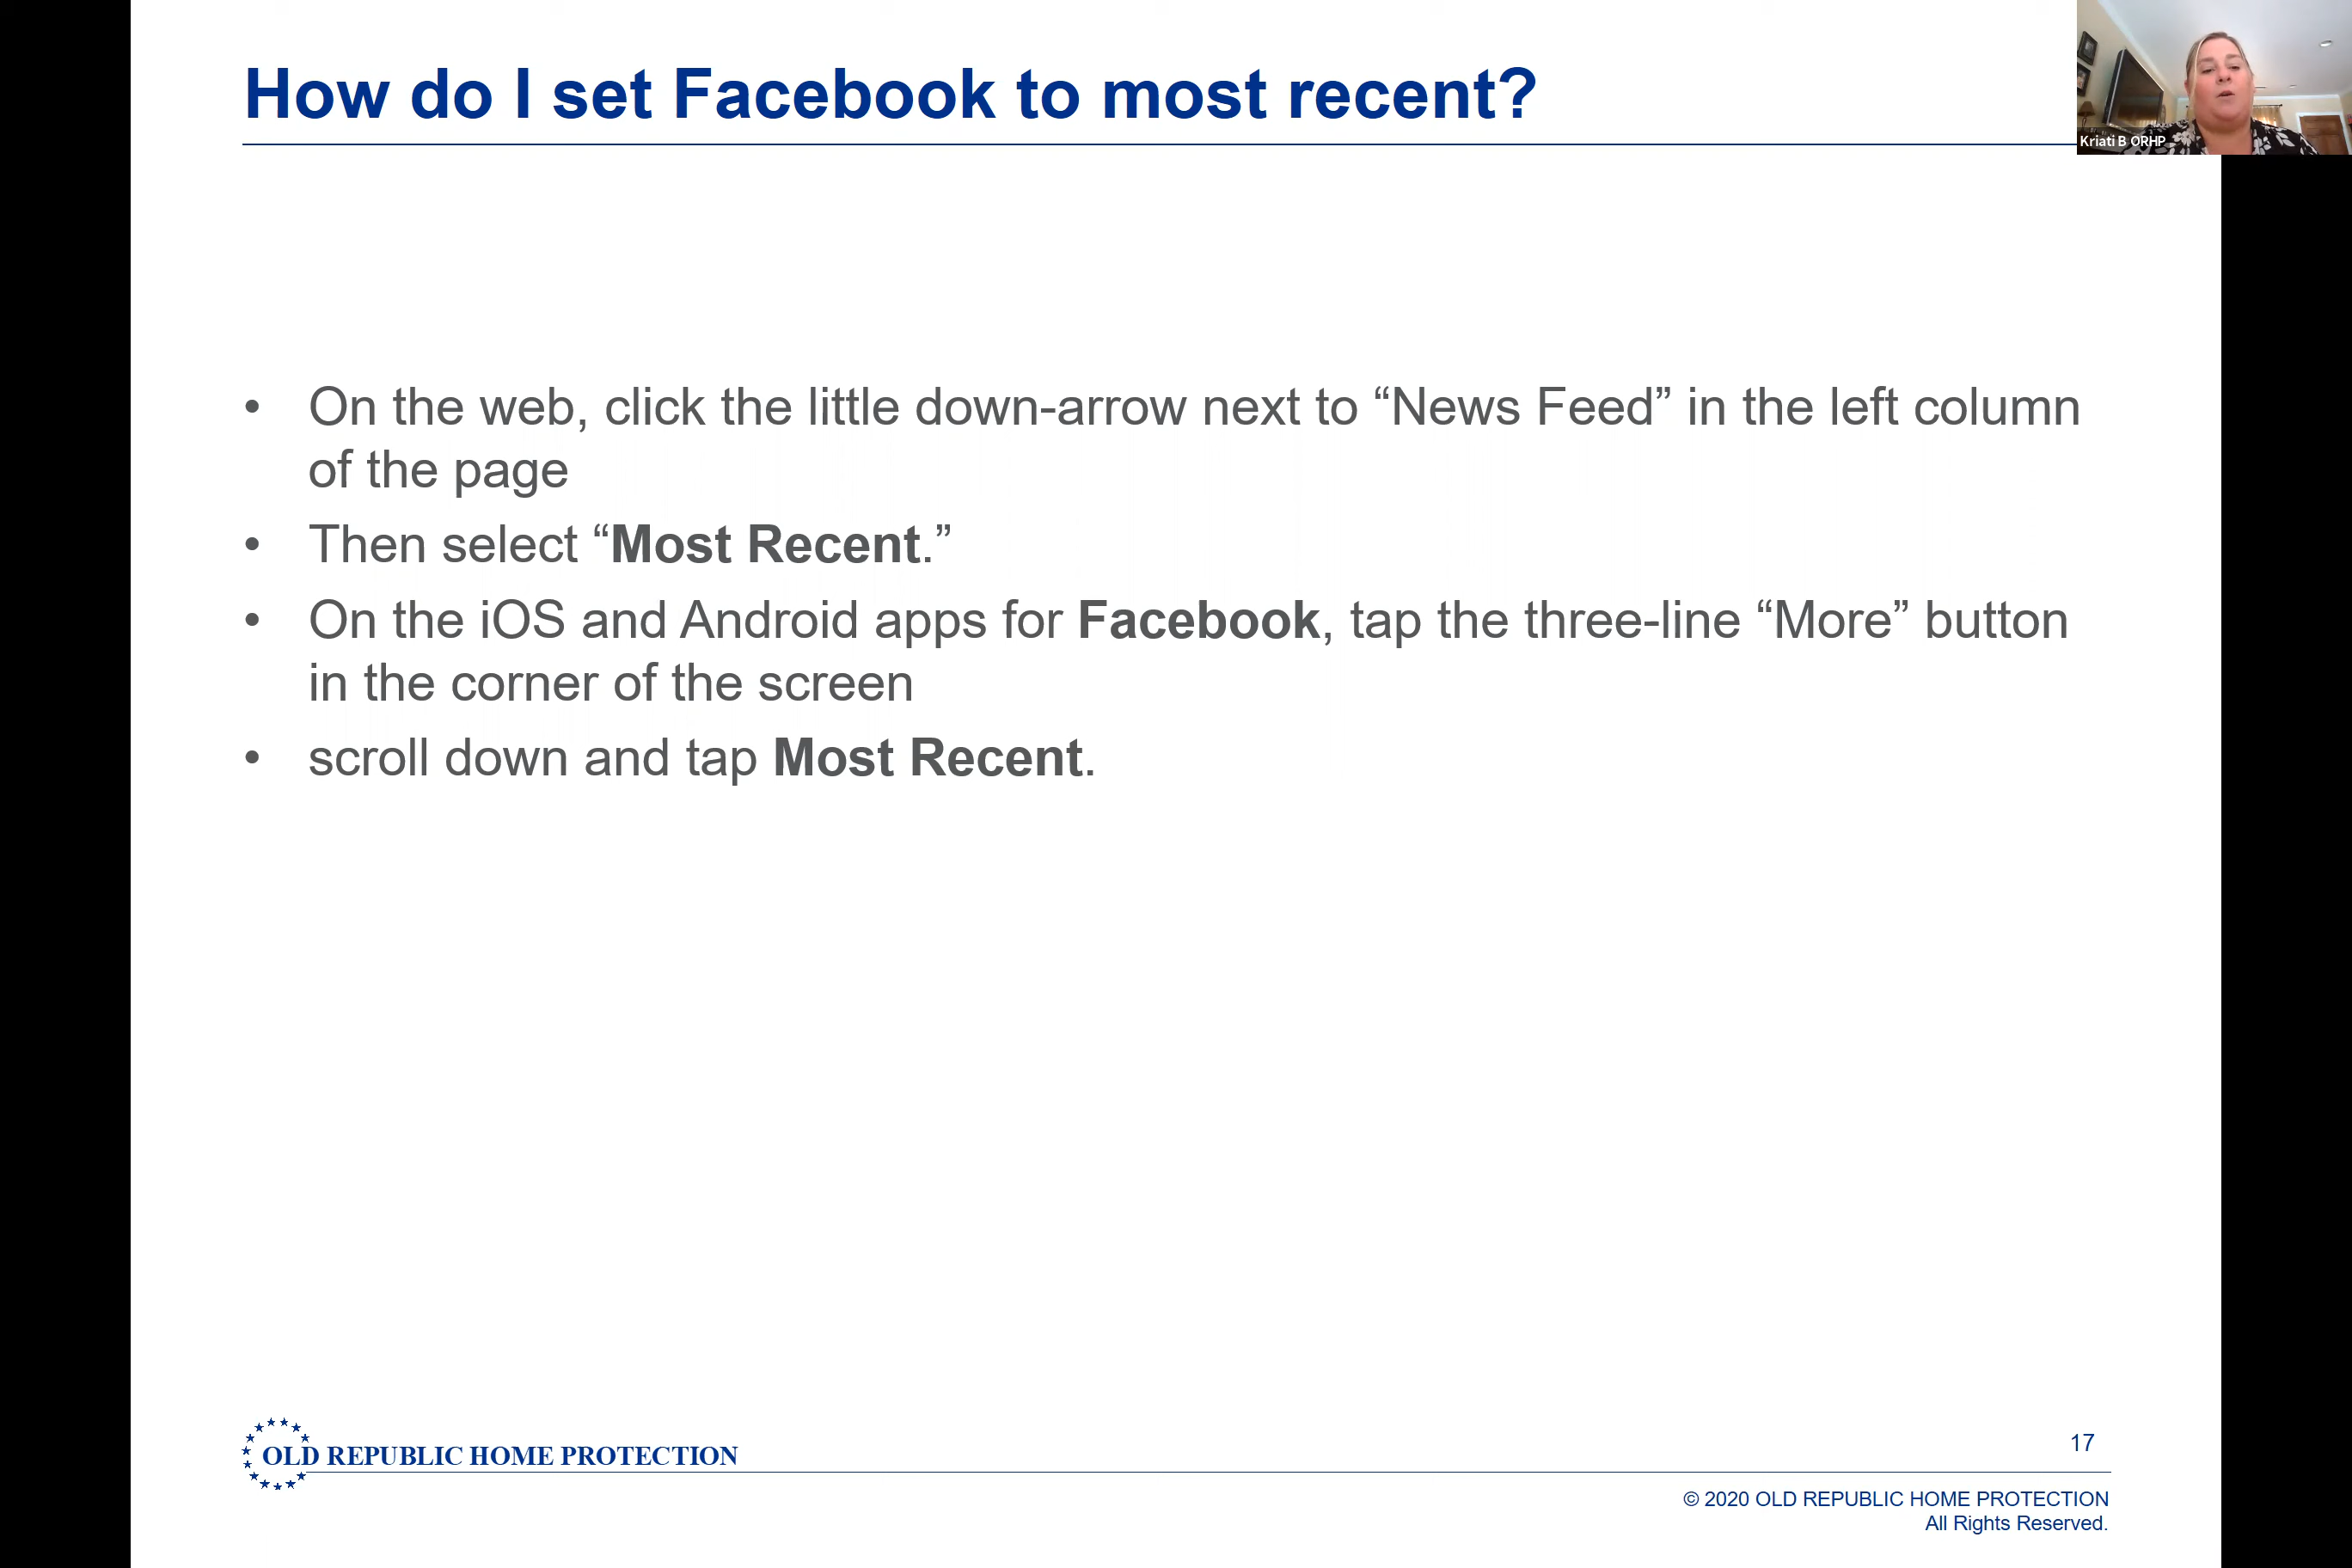 How do I set Facebook to most recent?
Kriati B ORHP
• On the web, click the little down-arrow next to “News Feed” in the left column
of the page
• Then select “Most Recent.”
• On the iOS and Android apps for Facebook, tap the three-line “More” button
in the corner of the screen
• scroll down and tap Most Recent.
OLD REPUBLIC HOME PROTECTION
17
© 2020 OLD REPUBLIC HOME PROTECTION
All Rights Reserved.